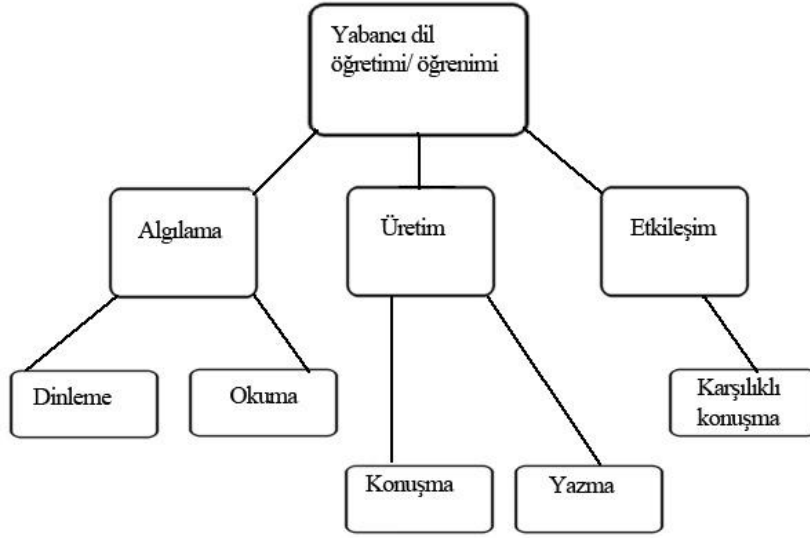 Yabancı dil
öğretimi/ öğrenimi
Algılama
Üretim
Etkileşim
Dinleme
Okuma
Karşılıklı
konuşma
Konuşma
Yazma